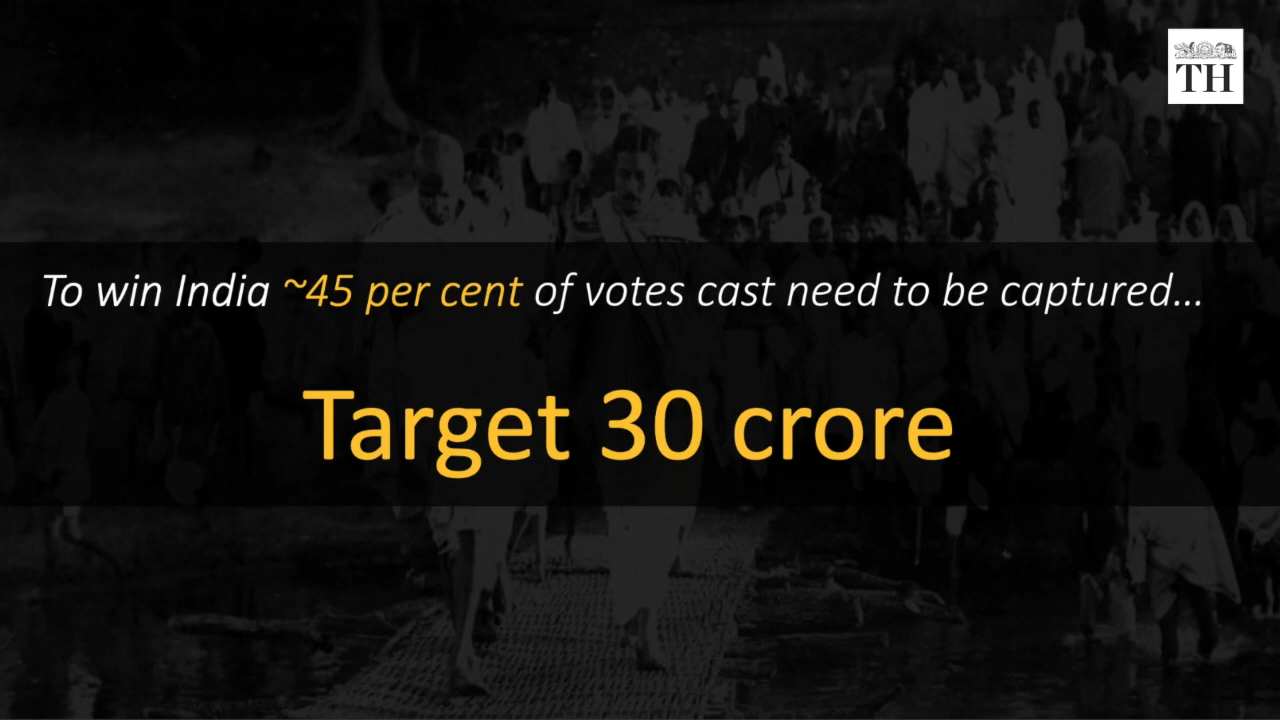 TH
To win India ~45 per cent of votes cast need to be captured...
Target 30 crore